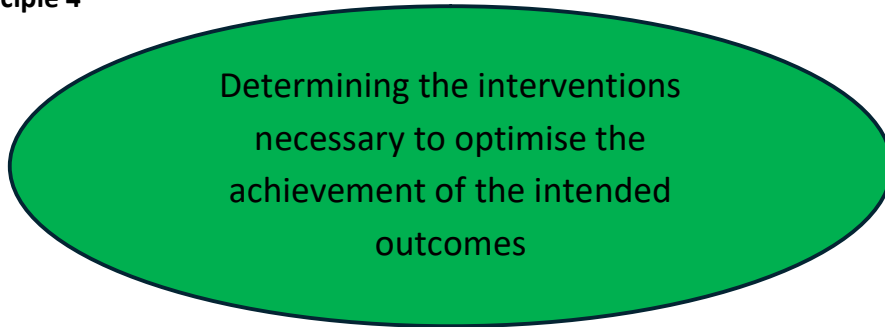 ciple 4
Determining the interventions
necessary to optimise the
achievement of the intended
outcomes